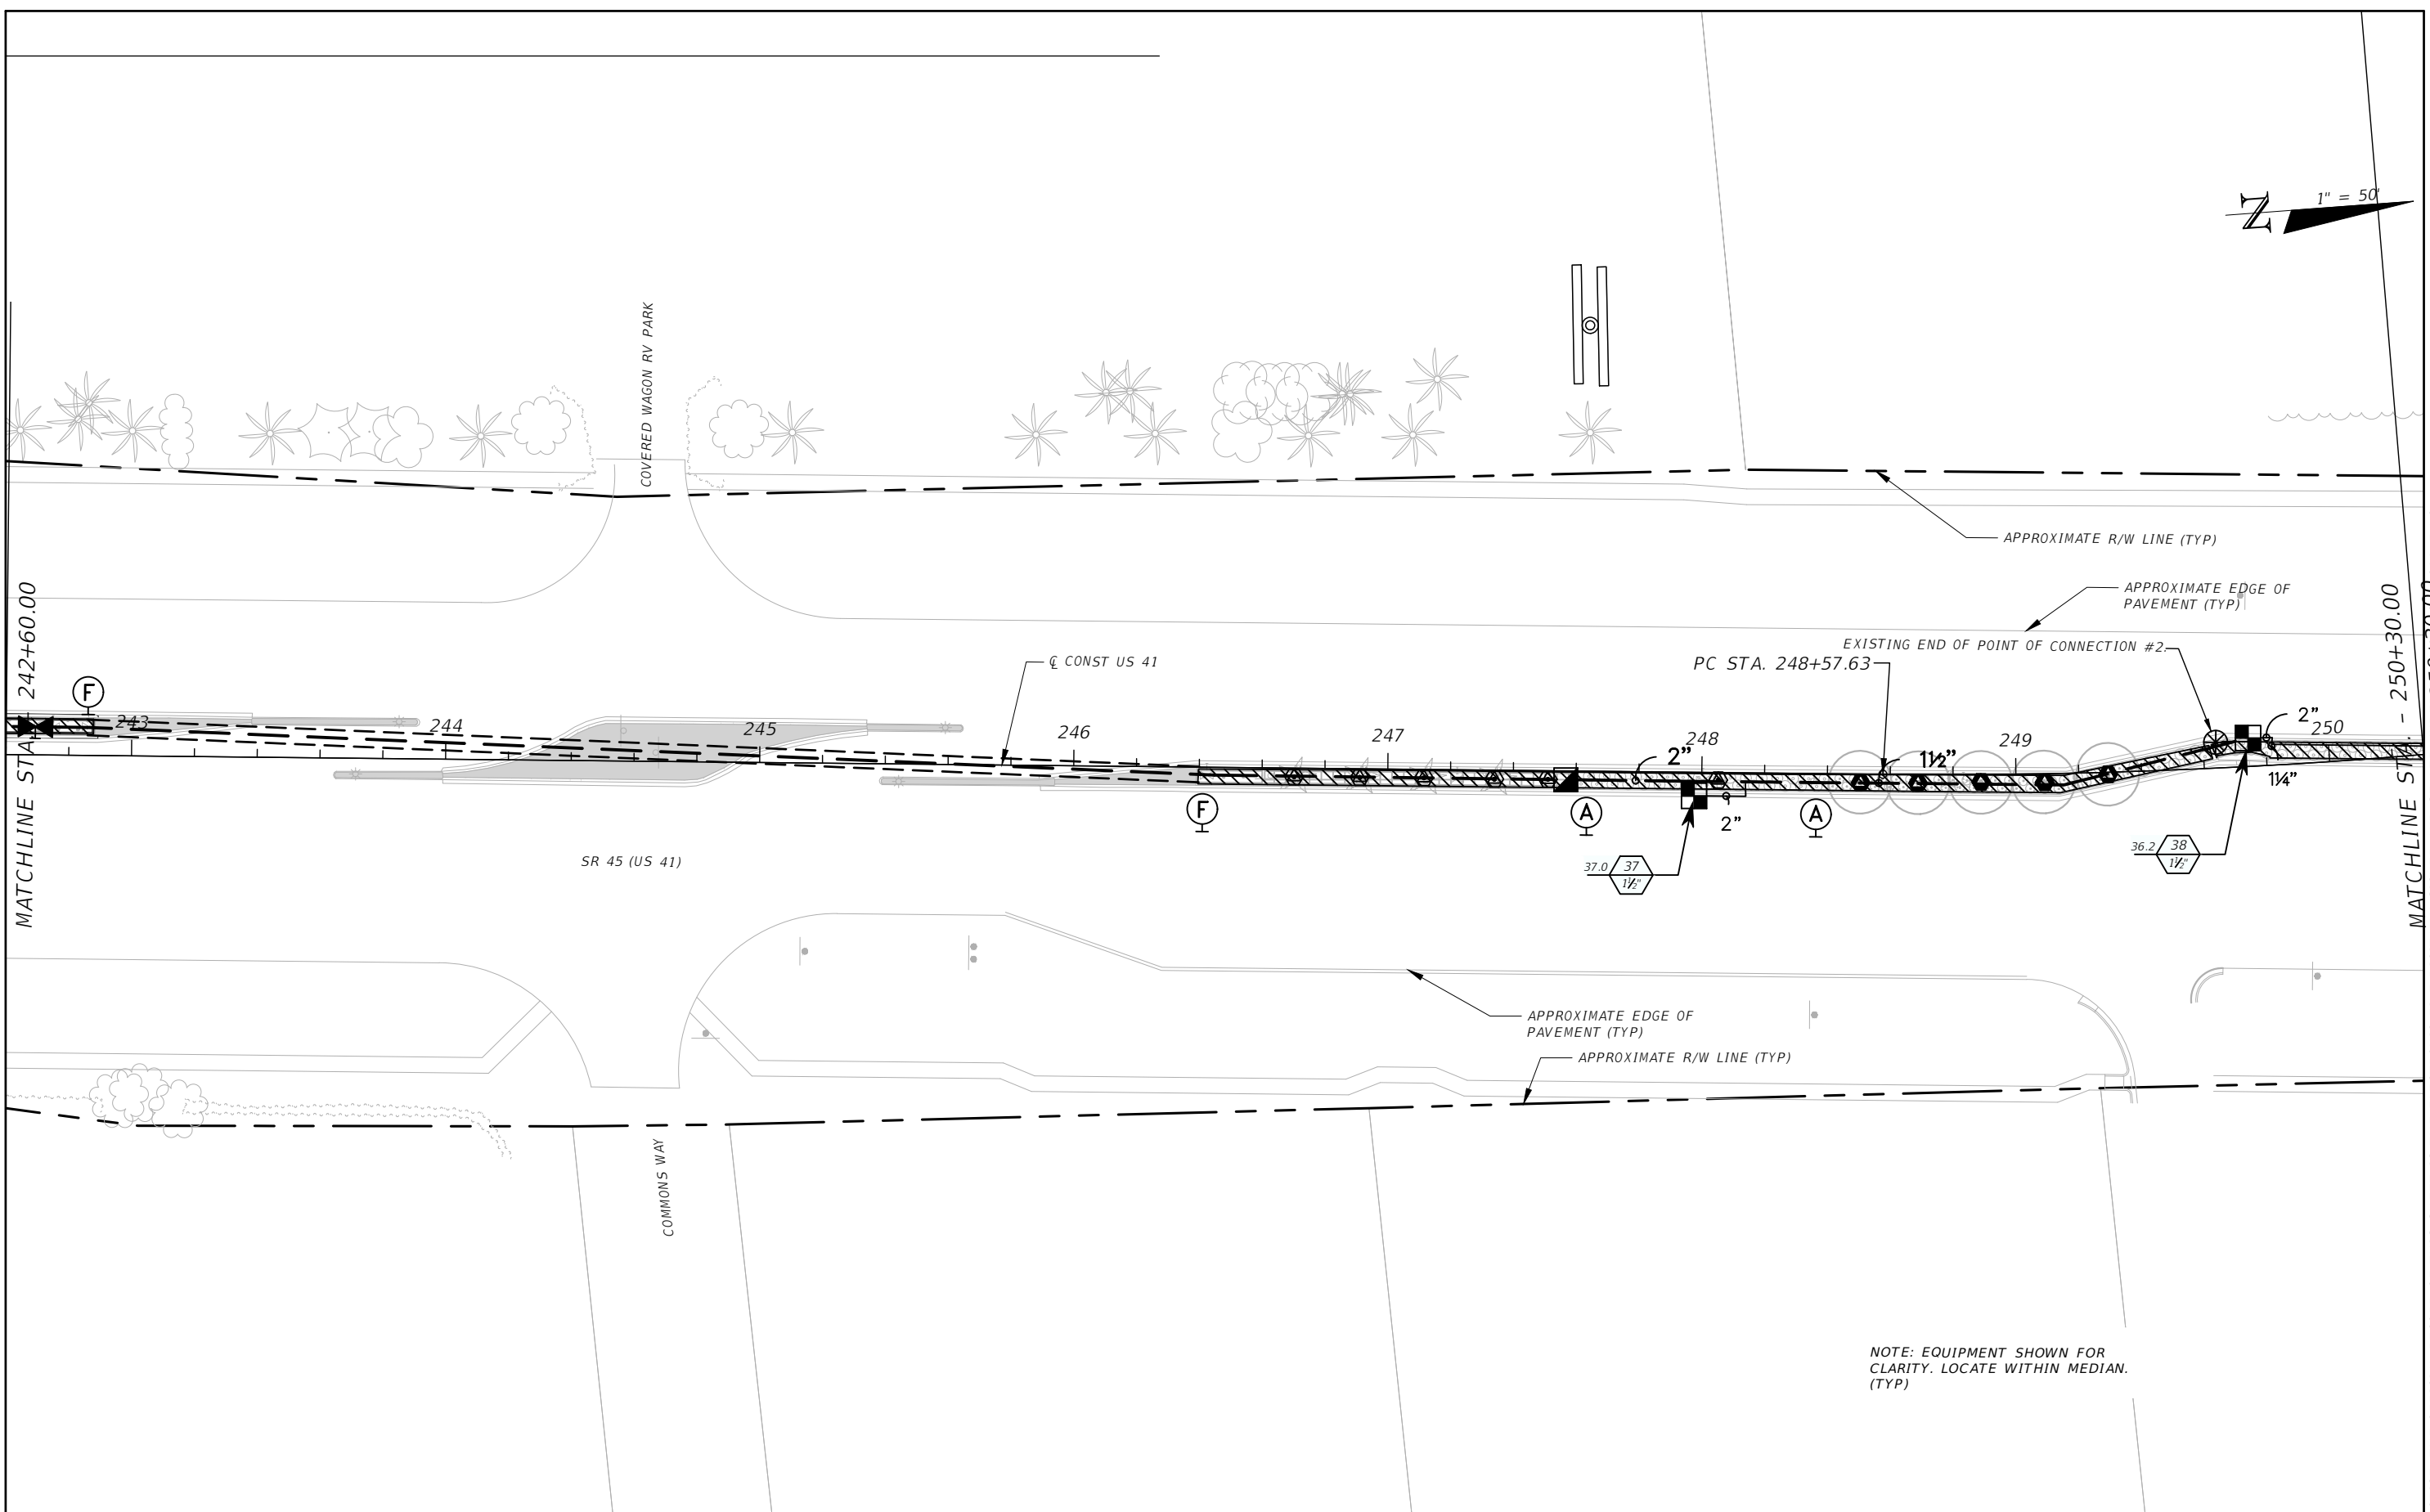 1" = 50'
N
COVERED WAGON RV PARK
APPROXIMATE R/W LINE (TYP)
APPROXIMATE EDGE OF
PAVEMENT (TYP)
EXISTING END OF POINT OF CONNECTION #2.
PC STA. 248+57.63
℄ CONST US 41
MATCHLINE STA. 242+60.00
F
243
244
245
246
247
248
249
250
2”
1½”
2”
1¼”
F
A
2”
A
MATCHLINE STA. - 250+30.00
SR 45 (US 41)
37.0
37
1½"
36.2
38
1½"
APPROXIMATE EDGE OF
PAVEMENT (TYP)
APPROXIMATE R/W LINE (TYP)
COMMONS WAY
NOTE: EQUIPMENT SHOWN FOR
CLARITY. LOCATE WITHIN MEDIAN.
(TYP)